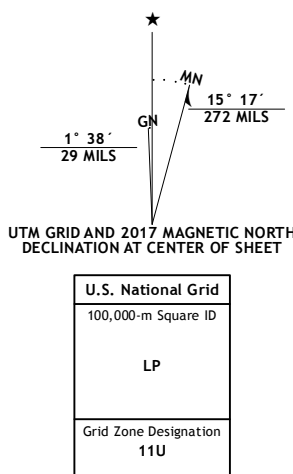 ★
MN
GN
15° 17´
272 MILS
1° 38´
29 MILS
UTM GRID AND 2017 MAGNETIC NORTH
DECLINATION AT CENTER OF SHEET
U.S. National Grid
100,000-m Square ID
LP
Grid Zone Designation
11U